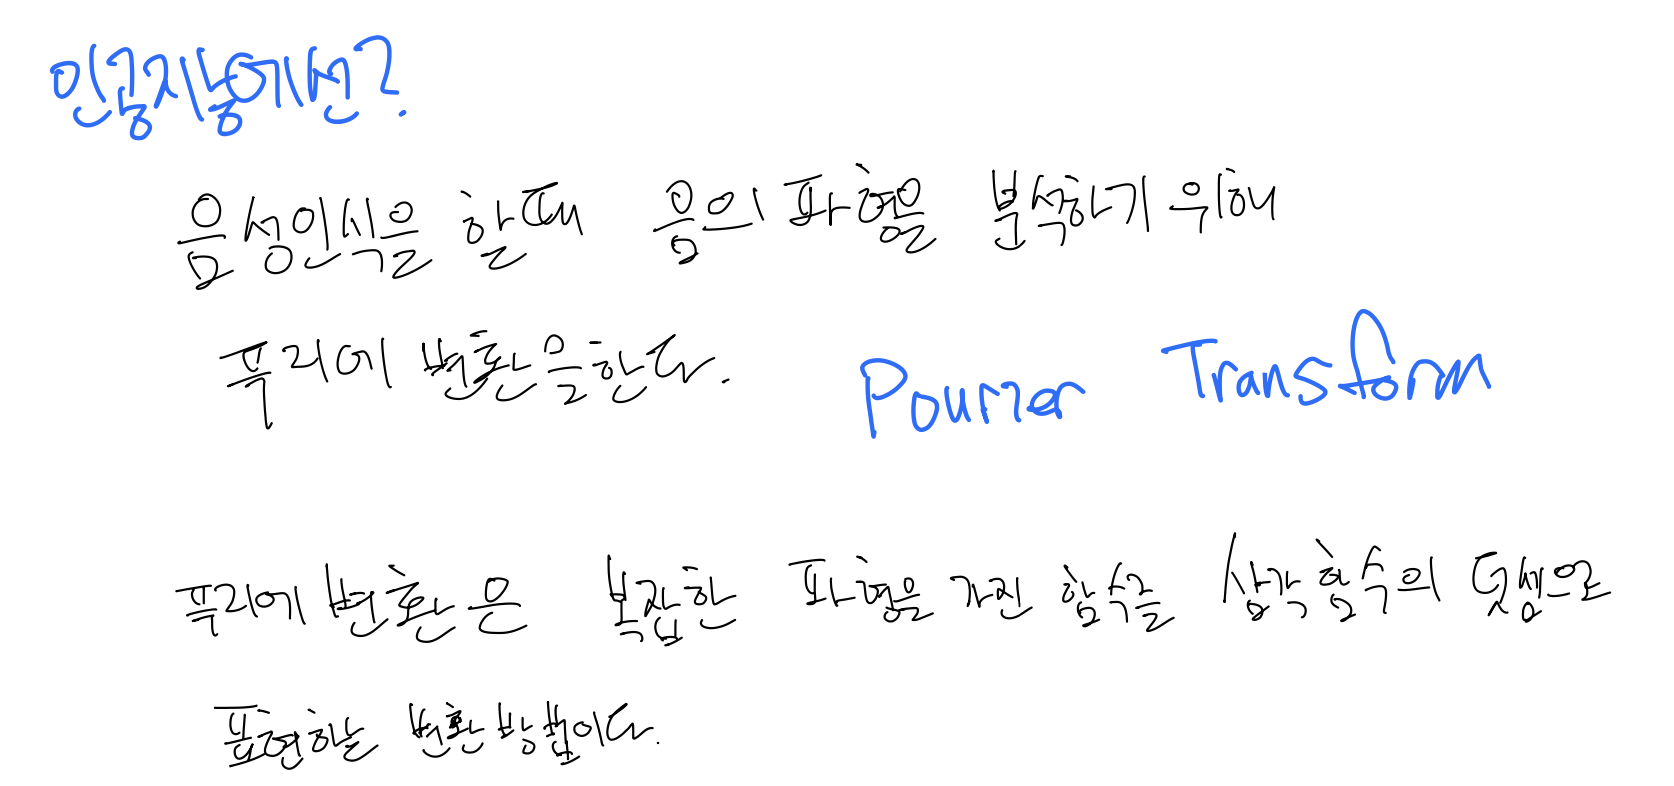 인공지능에선?
음성인식을 할때 음의 파형을 분석하기 위해
푸리에 변환을한다. Pourier Transform
푸리에 변환은 복잡한 파형을 가진 함수를 삼각함수의 덧셈으로
표현하는 변환방법이다.